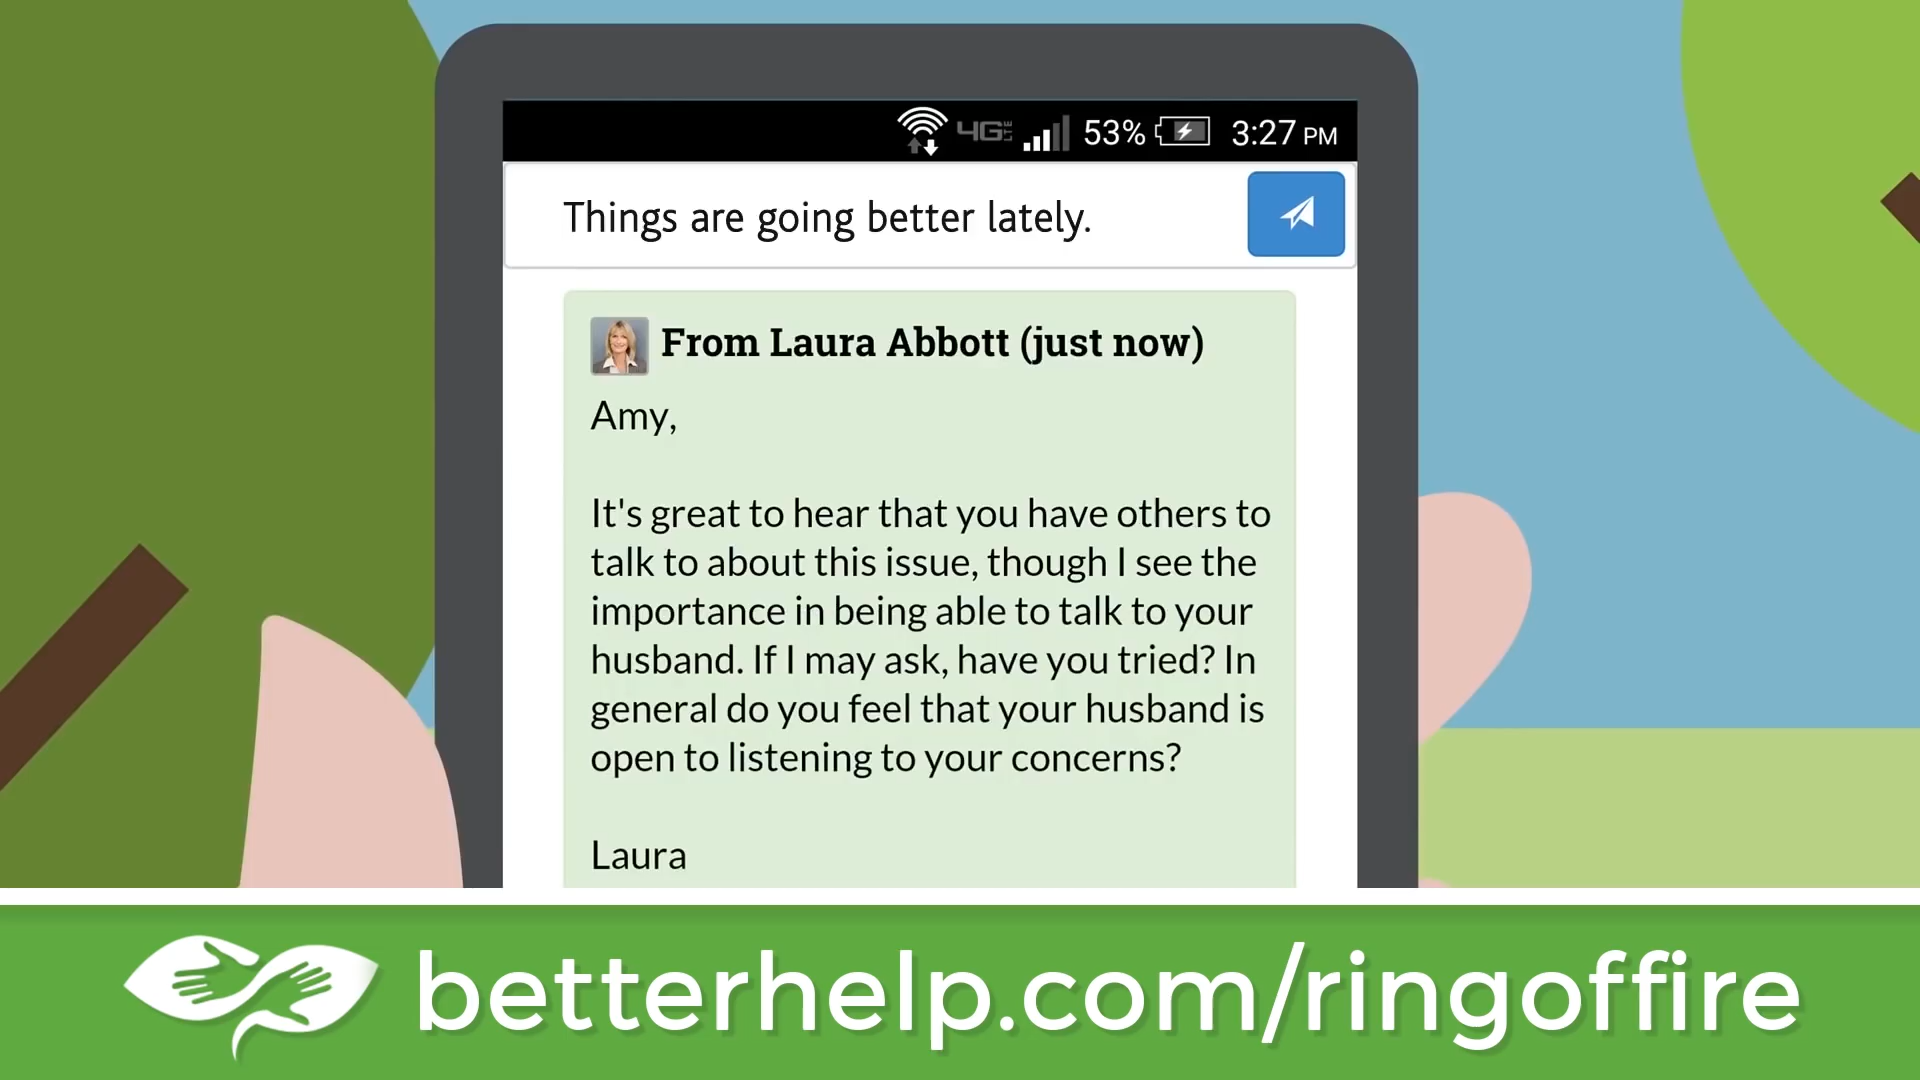 4G LTE 53% 3:27 PM
Things are going better lately.
From Laura Abbott (just now)
Amy,
It's great to hear that you have others to
talk to about this issue, though I see the
importance in being able to talk to your
husband. If I may ask, have you tried? In
general do you feel that your husband is
open to listening to your concerns?
Laura
betterhelp.com/ringoffire